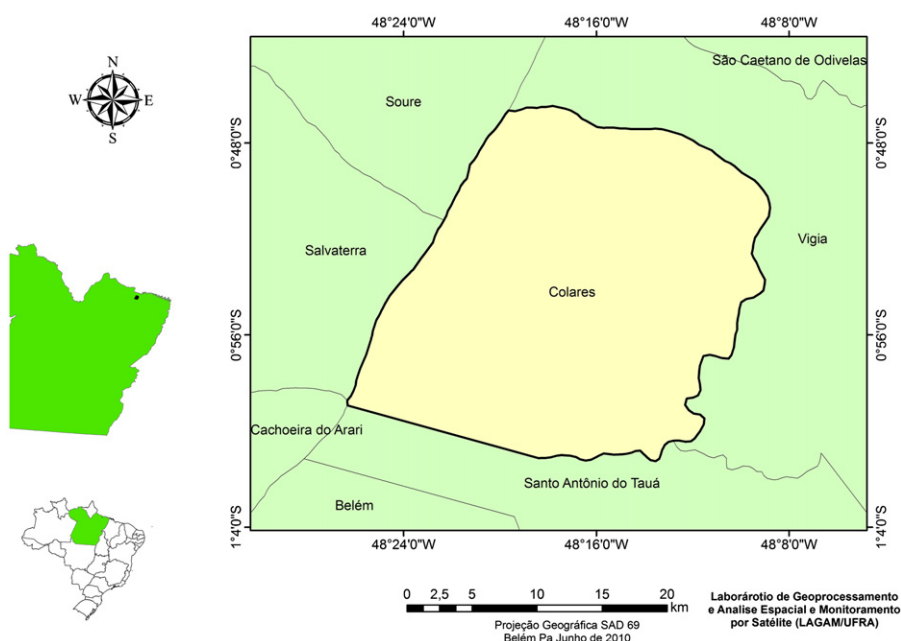 48°24'0"W 48°16'0"W 48°8'0"W
São Caetano de Odivelas
N
Soure
W E
S
0°48'0"S 0°48'0"S
Salvaterra
Vigia
Colares
0°56'0"S 0°56'0"S
Cachoeira do Arari
Santo Antônio do Tauá
Belém
1°4'0"S 1°4'0"S
48°24'0"W 48°16'0"W 48°8'0"W
0 2,5 5 10 15 20
km
Projeção Geográfica SAD 69
Belém Pa Junho de 2010
Laborárotio de Geoprocessamento
e Analise Espacial e Monitoramento
por Satélite (LAGAM/UFRA)